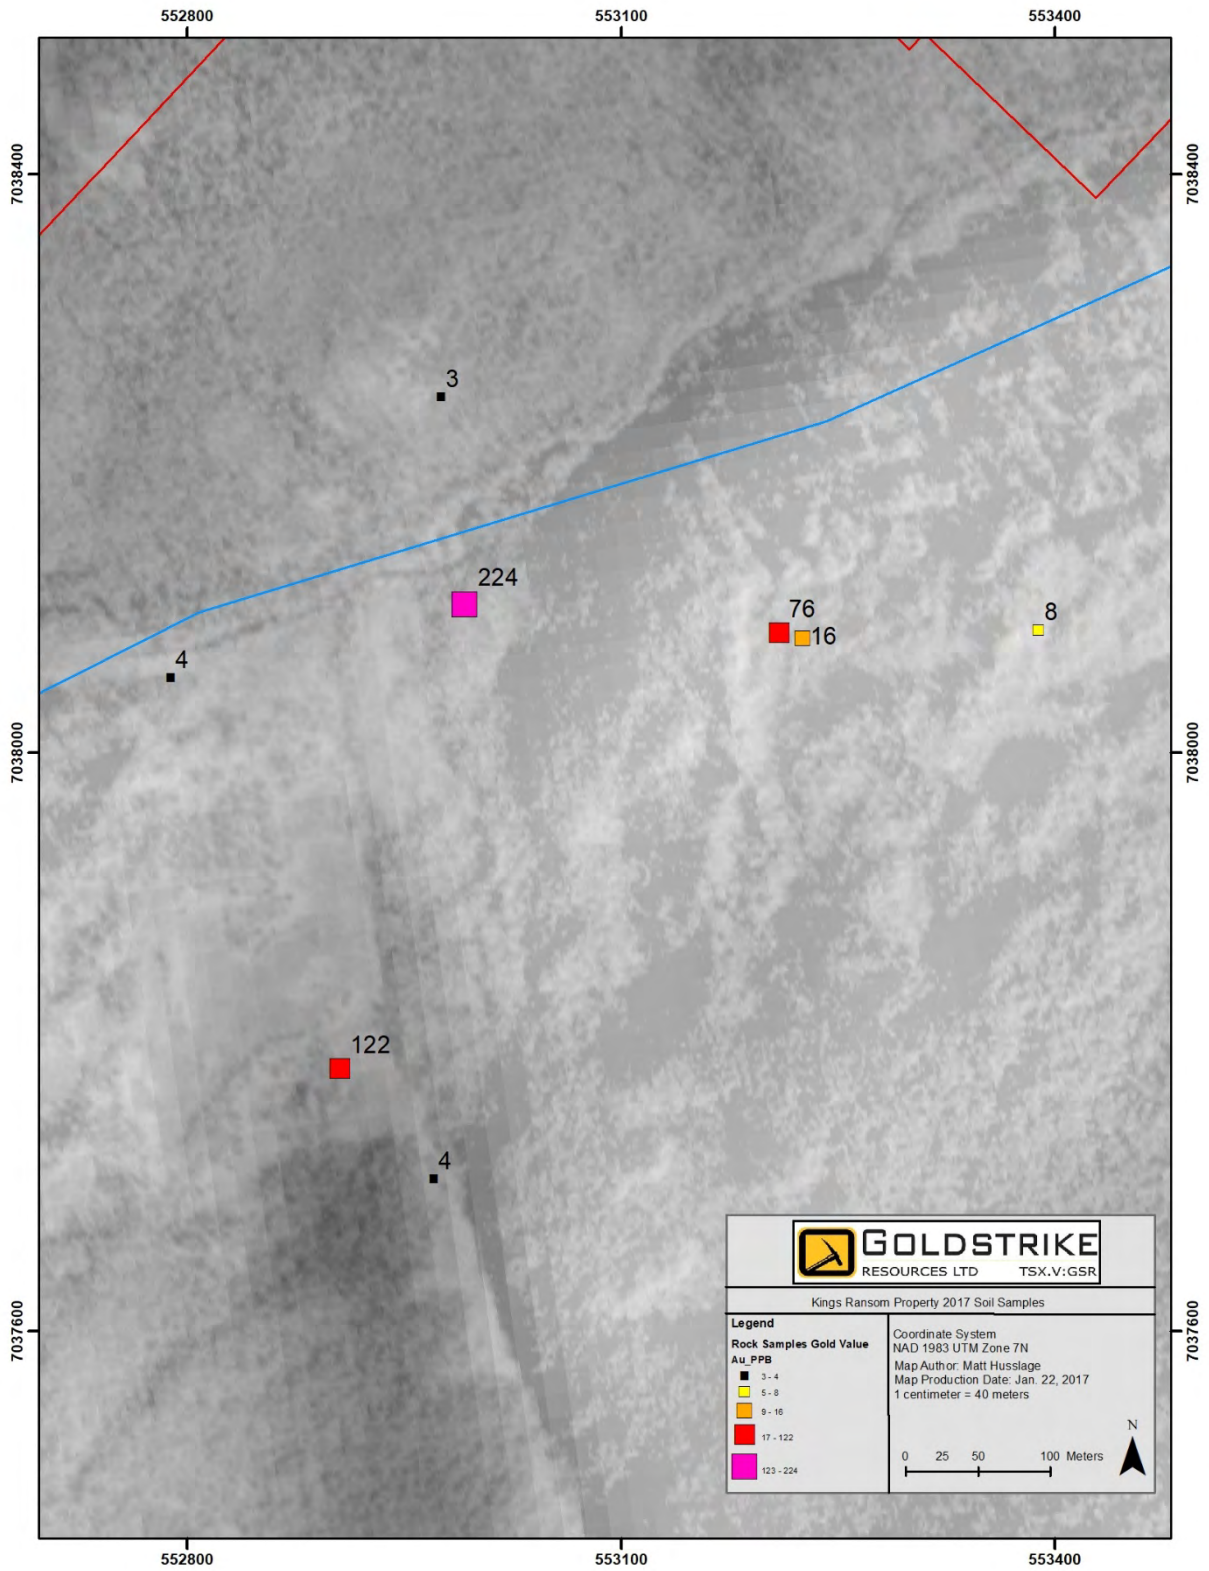 552800 553100 553400
7038400 7038400
3
224
76
16
8
4
7038000 7038000
122
4
GOLDSTRIKE
RESOURCES LTD TSX.V:GSR
Kings Ransom Property 2017 Soil Samples
Legend
Rock Samples Gold Value
Au_PPB
3 - 4
5 - 8
9 - 16
17 - 122
123 - 224
Coordinate System
NAD 1983 UTM Zone 7N
Map Author: Matt Husslage
Map Production Date: Jan. 22, 2017
1 centimeter = 40 meters
N
0 25 50 100 Meters
7037600 7037600
552800 553100 553400